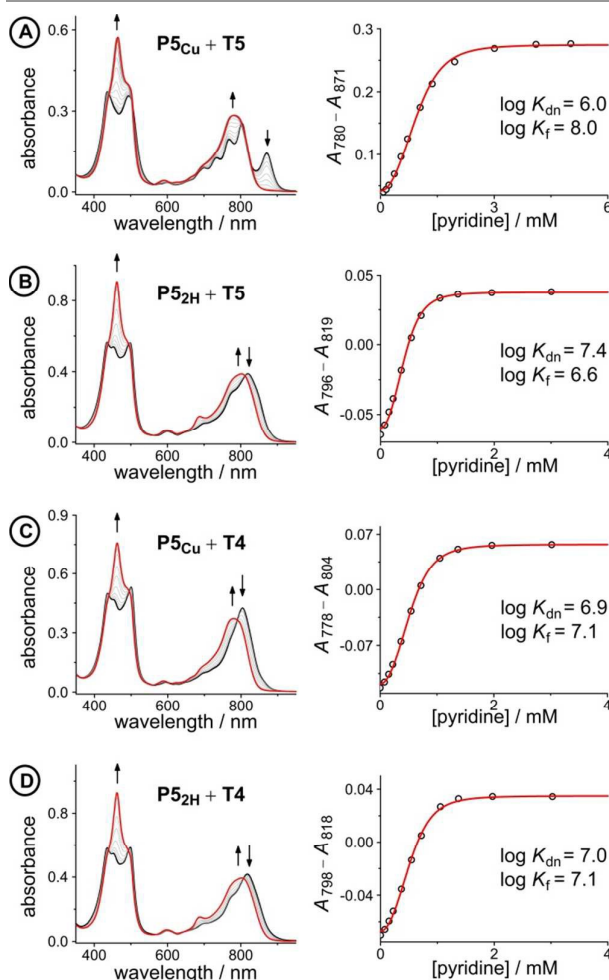 A
P5Cu + T5
absorbance
0.6
0.3
0.0
400 600 800
wavelength / nm
A780 – A871
0.3
0.2
0.1
0 3 6
[pyridine] / mM
log Kdn = 6.0
log Kf = 8.0
B
P52H + T5
absorbance
0.8
0.4
0.0
400 600 800
wavelength / nm
A796 – A819
0.05
0.00
-0.05
0 2 4
[pyridine] / mM
log Kdn = 7.4
log Kf = 6.6
C
P5Cu + T4
absorbance
0.9
0.6
0.3
0.0
400 600 800
wavelength / nm
A778 – A804
0.07
0.00
-0.07
0 2 4
[pyridine] / mM
log Kdn = 6.9
log Kf = 7.1
D
P52H + T4
absorbance
0.8
0.4
0.0
400 600 800
wavelength / nm
A798 – A818
0.04
0.00
-0.04
0 2 4
[pyridine] / mM
log Kdn = 7.0
log Kf = 7.1